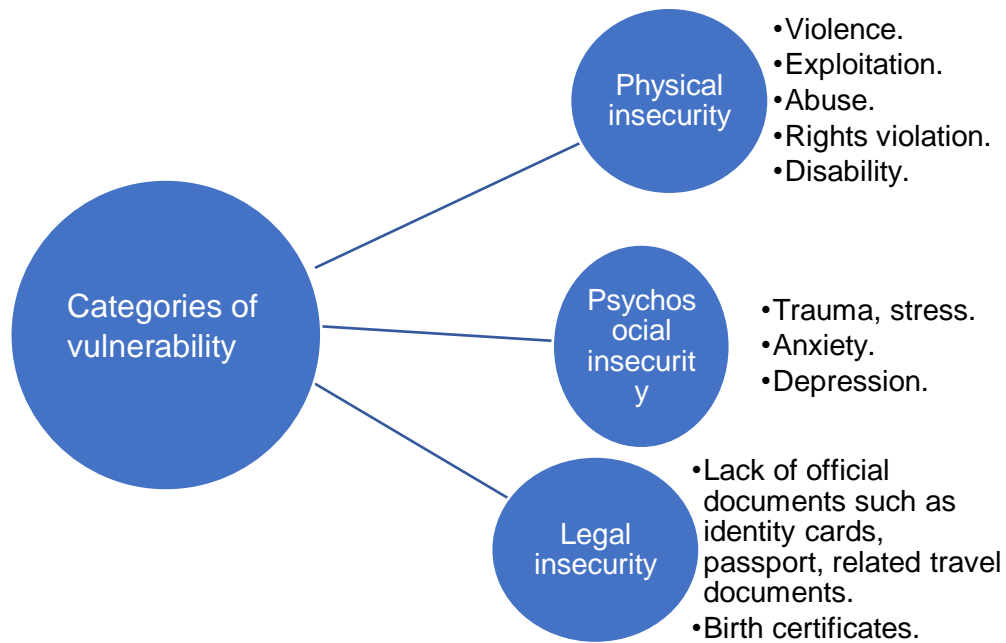 Categories of
vulnerability
Physical
insecurity
•Violence.
•Exploitation.
•Abuse.
•Rights violation.
•Disability.
Psychos
ocial
insecurit
y
•Trauma, stress.
•Anxiety.
•Depression.
Legal
insecurity
•Lack of official
documents such as
identity cards,
passport, related travel
documents.
•Birth certificates.